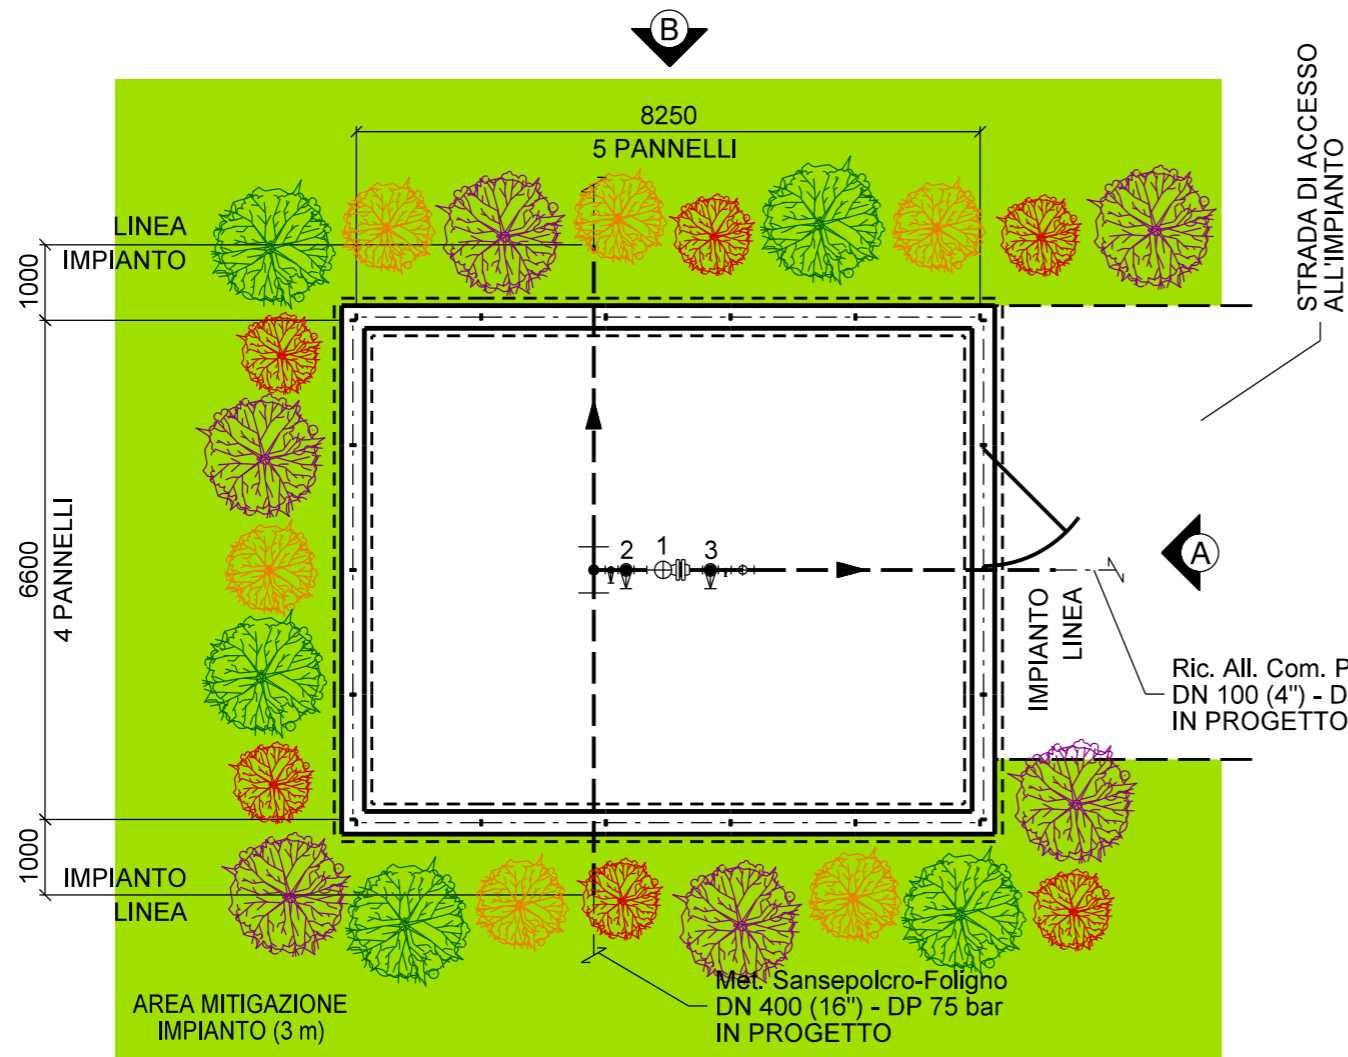 B
8250
5 PANNELLI
STRADA DI ACCESSO
ALL'IMPIANTO
LINEA
IMPIANTO
1000
6600
4 PANNELLI
2
1
3
A
IMPIANTO
LINEA
Ric. All. Com. P
DN 100 (4") - D
IN PROGETTO
1000
IMPIANTO
LINEA
Met. Sansepolcro-Foligno
DN 400 (16") - DP 75 bar
IN PROGETTO
AREA MITIGAZIONE
IMPIANTO (3 m)